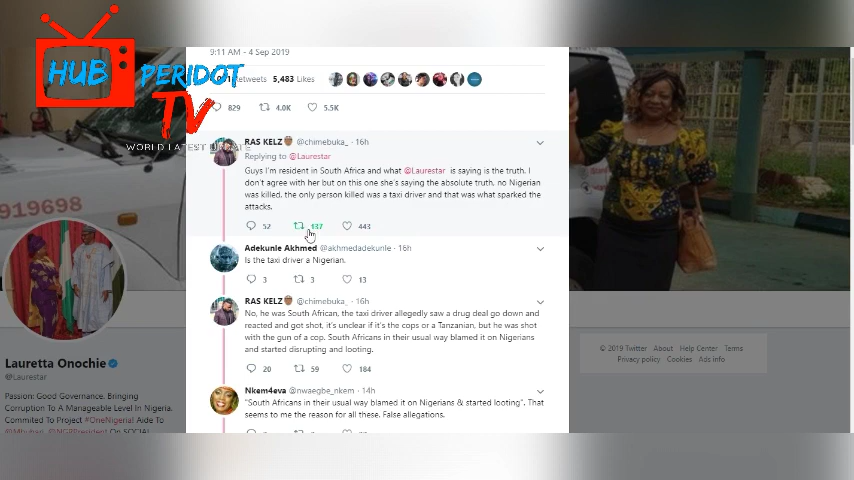 HUB PERIDOT
TV
WORLD LATEST UPDATE
919698
9:11 AM - 4 Sep 2019
Retweets 5,483 Likes
829 4.0K 5.5K
RAS KELZ @chimebuka_ · 16h
Replying to @Laurestar
Guys I'm resident in South Africa and what @Laurestar is saying is the truth. I
don't agree with her but on this one she's saying the absolute truth, no Nigerian
was killed, the only person killed was a taxi driver and that was what sparked the
attacks.
52 137 443
Adekunle Akhmed @akhmedadekunle · 16h
Is the taxi driver a Nigerian.
3 3 13
RAS KELZ @chimebuka_ · 16h
No, he was South African, the taxi driver allegedly saw a drug deal go down and
reacted and got shot, it's unclear if it's the cops or a Tanzanian, but he was shot
with the gun of a cop. South Africans in their usual way blamed it on Nigerians
and started disrupting and looting.
20 59 184
Nkem4eva @nwaegbe_nkem · 14h
"South Africans in their usual way blamed it on Nigerians & started looting". That
seems to me the reason for all these. False allegations.
Lauretta Onochie
@Laurestar
Passion: Good Governance. Bringing
Corruption To A Manageable Level In Nigeria.
Commited To Project #OneNigeria! Aide To
@Mbuhari, @NGRPresident On SOCIAL
© 2019 Twitter About Help Center Terms
Privacy policy Cookies Ads info